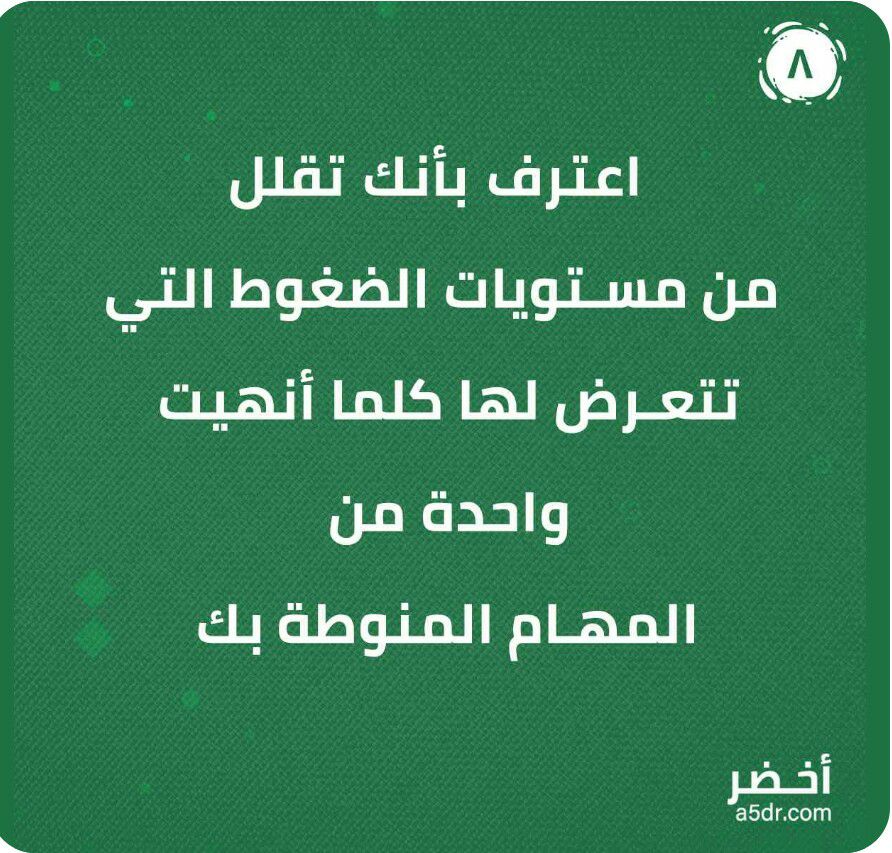 ٨
اعترف بأنك تقلل
من مستويات الضغوط التي
تتعرض لها كلما أنهيت
واحدة من
المهام المنوطة بك
أخضر
a5dr.com